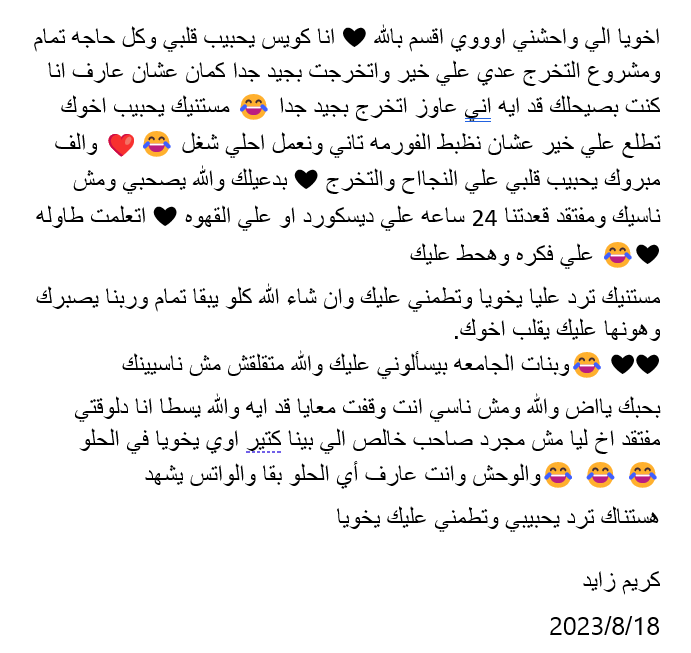 اخويا الي واحشني اوووي اقسم بالله 🖤 انا كويس يحبيب قلبي وكل حاجه تمام
ومشروع التخرج عدي علي خير واتخرجت بجيد جدا كمان عشان عارف انا
كنت بصيحلك قد ايه اني عاوز اتخرج بجيد جدا 😂 مستنيك يحبيب اخوك
تطلع علي خير عشان نظبط الفورمه تاني ونعمل احلي شغل 😂 ❤️ والف
مبروك يحبيب قلبي علي النجااح والتخرج 🖤 بدعيلك والله يصحبي ومش
ناسيك ومفتقد قعدتنا 24 ساعه علي ديسكورد او علي القهوه 🖤 اتعلمت طاوله
🖤😂 علي فكره وهحط عليك
مستنيك ترد عليا يخويا وتطمني عليك وان شاء الله كلو يبقا تمام وربنا يصبرك
وهونها عليك يقلب اخوك.
🖤🖤 😂وبنات الجامعه بيسألوني عليك والله متقلقش مش ناسيينك
بحبك يااض والله ومش ناسي انت وقفت معايا قد ايه والله يسطا انا دلوقتي
مفتقد اخ ليا مش مجرد صاحب خالص الي بينا كتير اوي يخويا في الحلو
😂 😂 😂والوحش وانت عارف أي الحلو بقا والواتس يشهد
هستناك ترد يحبيبي وتطمني عليك يخويا
كريم زايد
2023/8/18